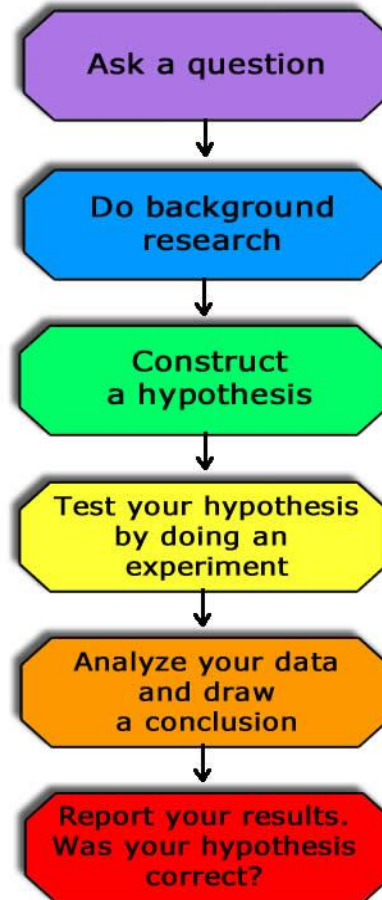 Ask a question
Do background
research
Construct
a hypothesis
Test your hypothesis
by doing an
experiment
Analyze your data
and draw
a conclusion
Report your results.
Was your hypothesis
correct?